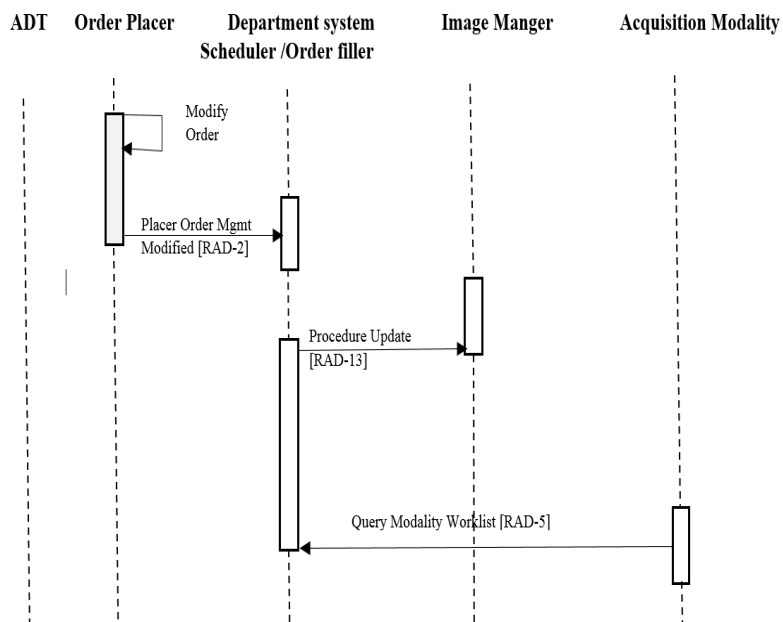 ADT Order Placer Department system Image Manger Acquisition Modality
Scheduler /Order filler
Modify
Order
Placer Order Mgmt
Modified [RAD-2]
Procedure Update
[RAD-13]
Query Modality Worklist [RAD-5]